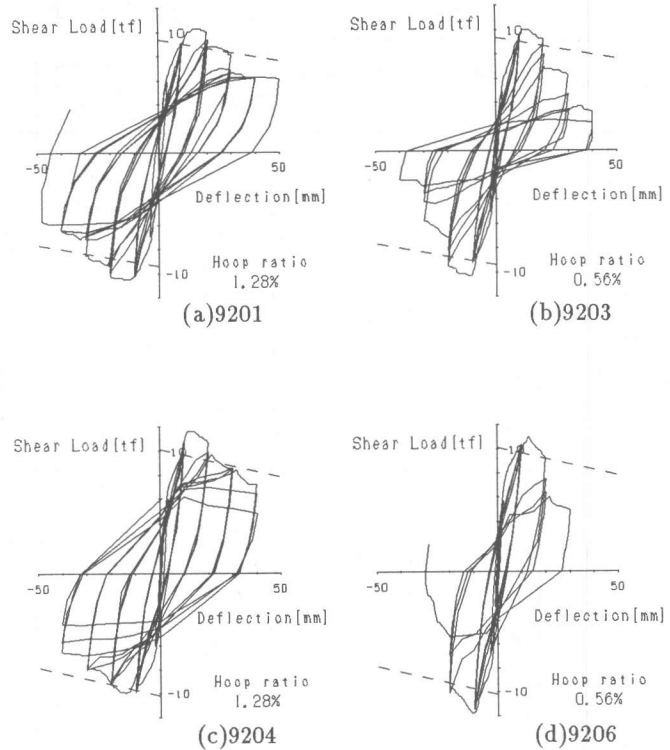 Shear Load[tf]
10
-50
50
Deflection[mm]
-10
Hoop ratio
1.28%
(a)9201
Shear Load[tf]
10
-50
50
Deflection[mm]
-10
Hoop ratio
0.56%
(b)9203
Shear Load[tf]
10
-50
50
Deflection[mm]
-10
Hoop ratio
1.28%
(c)9204
Shear Load[tf]
10
-50
50
Deflection[mm]
-10
Hoop ratio
0.56%
(d)9206